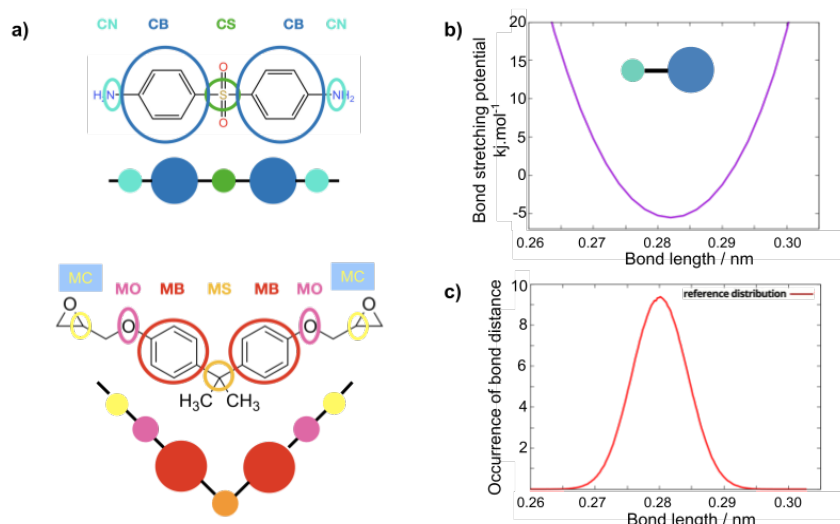 a)
CN CB CS CB CN
O
H₂N S NH₂
O
MC MC
O MO MB MS MB MO O
O O
H₃C CH₃
b)
Bond stretching potential
kj.mol⁻¹
20
15
10
5
0
-5
0.26 0.27 0.28 0.29 0.30
Bond length / nm
c)
Occurrence of bond distance
10
8
6
4
2
reference distribution
0.26 0.27 0.28 0.29 0.30
Bond length / nm